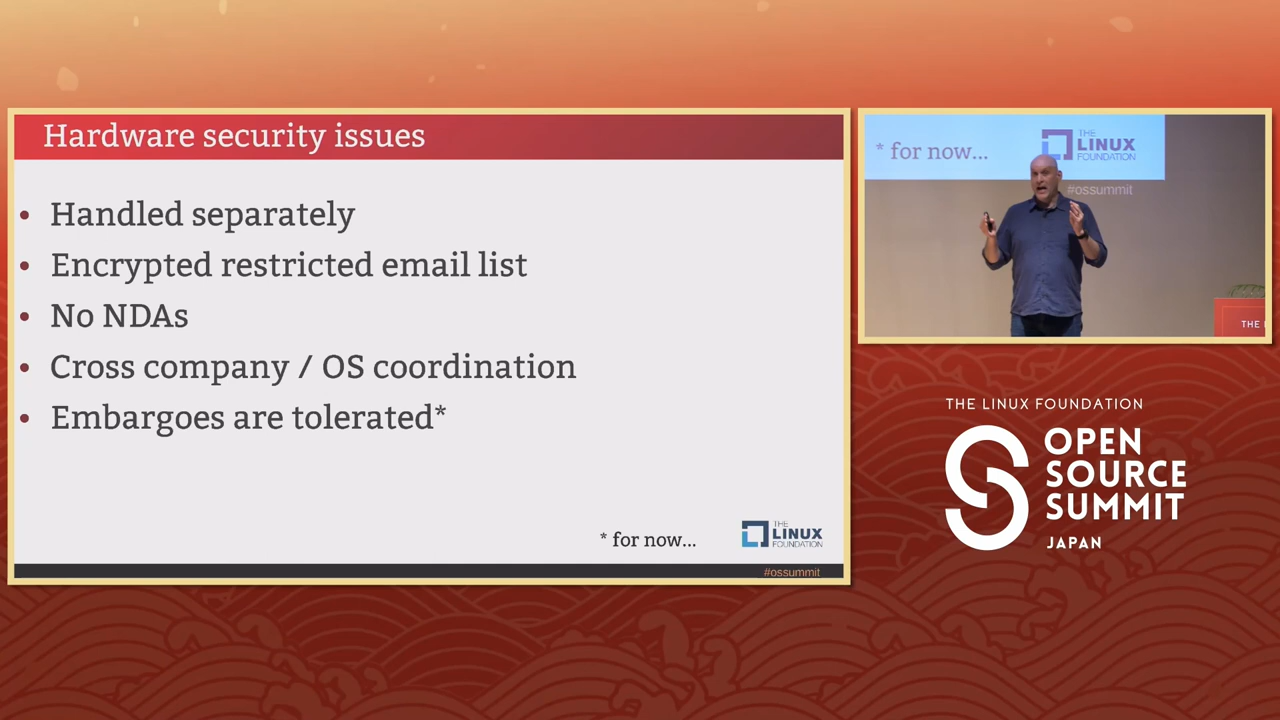 Hardware security issues
• Handled separately
• Encrypted restricted email list
• No NDAs
• Cross company / OS coordination
• Embargoes are tolerated*
* for now...
THE
LINUX
FOUNDATION
#ossummit
* for now...
THE
LINUX
FOUNDATION
#ossummit
THE
THE LINUX FOUNDATION
OPEN
SOURCE
SUMMIT
JAPAN